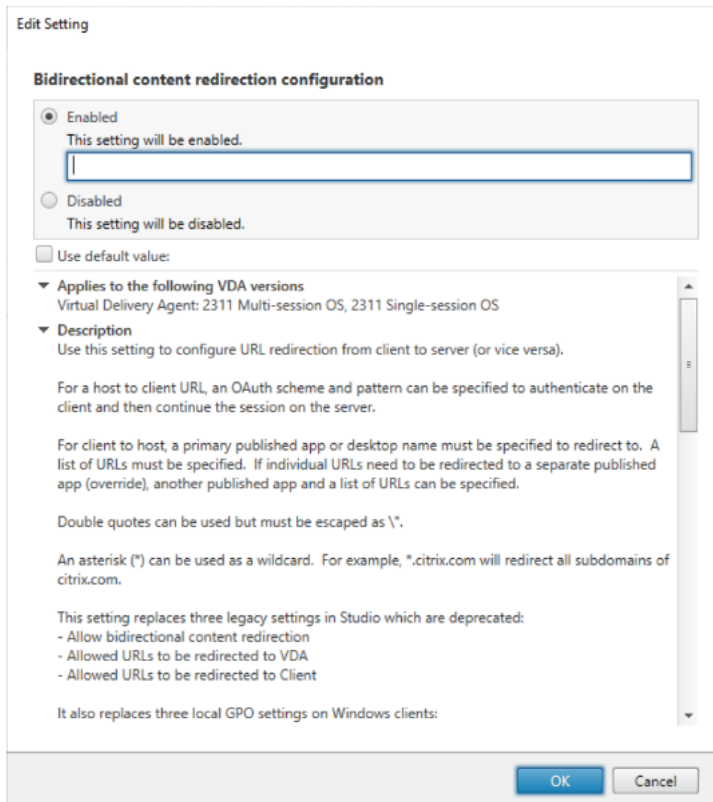 Edit Setting
Bidirectional content redirection configuration
Enabled
This setting will be enabled.
Disabled
This setting will be disabled.
Use default value:
Applies to the following VDA versions
Virtual Delivery Agent: 2311 Multi-session OS, 2311 Single-session OS
Description
Use this setting to configure URL redirection from client to server (or vice versa).
For a host to client URL, an OAuth scheme and pattern can be specified to authenticate on the
client and then continue the session on the server.
For client to host, a primary published app or desktop name must be specified to redirect to. A
list of URLs must be specified. If individual URLs need to be redirected to a separate published
app (override), another published app and a list of URLs can be specified.
Double quotes can be used but must be escaped as \".
An asterisk (*) can be used as a wildcard. For example, *.citrix.com will redirect all subdomains of
citrix.com.
This setting replaces three legacy settings in Studio which are deprecated:
- Allow bidirectional content redirection
- Allowed URLs to be redirected to VDA
- Allowed URLs to be redirected to Client
It also replaces three local GPO settings on Windows clients:
OK
Cancel